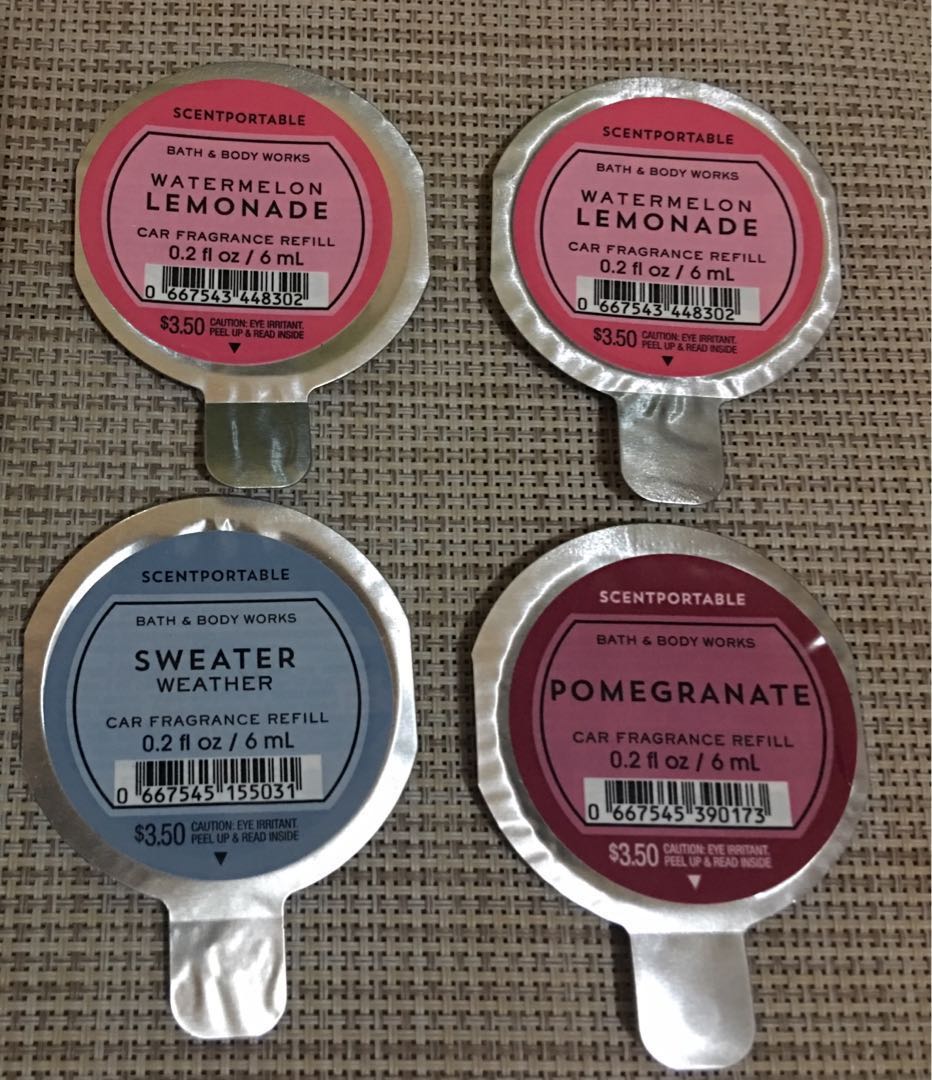 SCENTPORTABLE
BATH & BODY WORKS
WATERMELON
LEMONADE
CAR FRAGRANCE REFILL
0.2 fl oz / 6 mL
0 667543 448302
$3.50 CAUTION: EYE IRRITANT.
PEEL UP & READ INSIDE
SCENTPORTABLE
BATH & BODY WORKS
WATERMELON
LEMONADE
CAR FRAGRANCE REFILL
0.2 fl oz / 6 mL
0 667543 448302
$3.50 CAUTION: EYE IRRITANT.
PEEL UP & READ INSIDE
SCENTPORTABLE
BATH & BODY WORKS
SWEATER
WEATHER
CAR FRAGRANCE REFILL
0.2 fl oz / 6 mL
0 667545 155031
$3.50 CAUTION: EYE IRRITANT.
PEEL UP & READ INSIDE
SCENTPORTABLE
BATH & BODY WORKS
POMEGRANATE
CAR FRAGRANCE REFILL
0.2 fl oz / 6 mL
0 667545 390173
$3.50 CAUTION: EYE IRRITANT.
PEEL UP & READ INSIDE